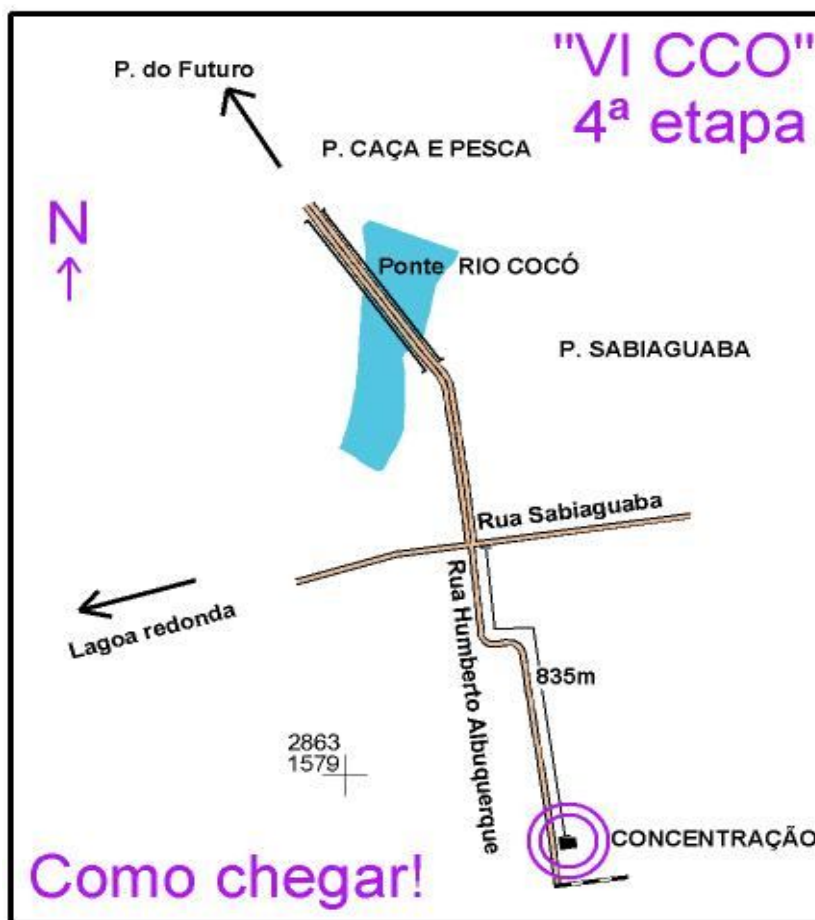 "VI CCO"
4ª etapa
P. do Futuro
P. CAÇA E PESCA
N
Ponte RIO COCÓ
P. SABIAGUABA
Rua Sabiaguaba
Lagoa redonda
Rua Humberto Albuquerque
835m
2863
1579
CONCENTRAÇÃO
Como chegar!